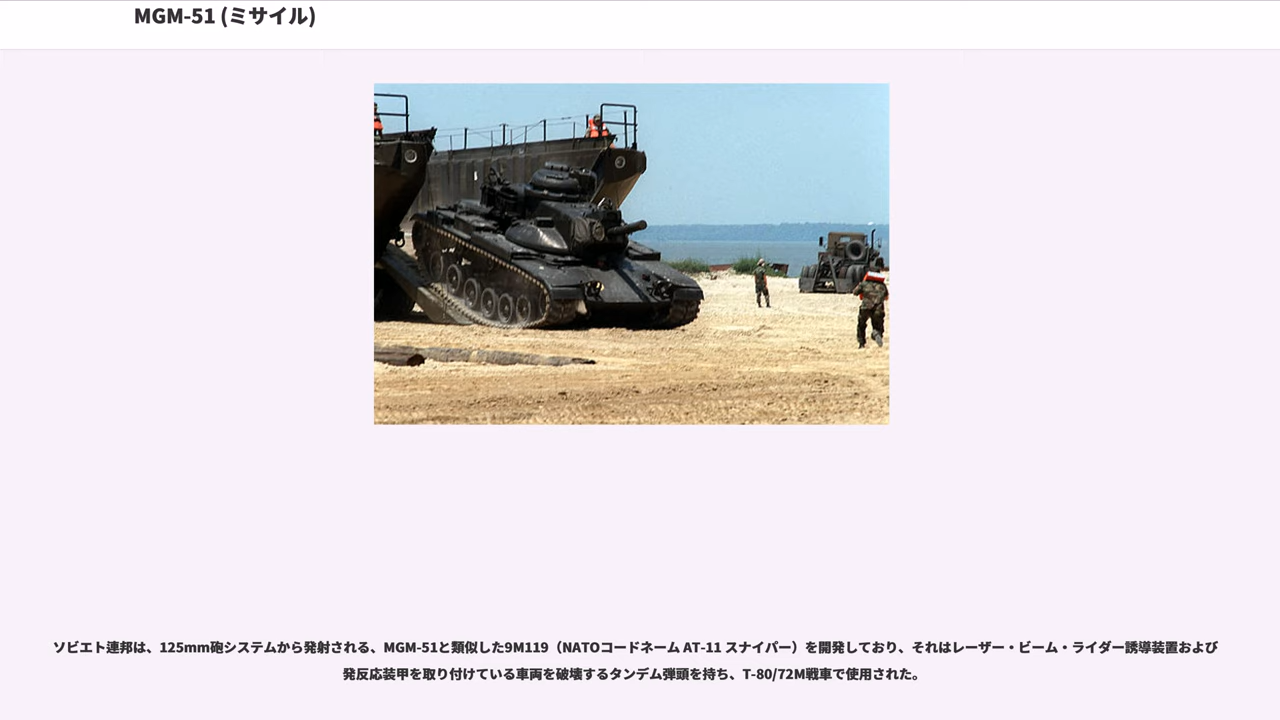 MGM-51 (ミサイル)
ソビエト連邦は、125mm砲システムから発射される、MGM-51と類似した9M119（NATOコードネーム AT-11 スナイパー）を開発しており、それはレーザー・ビーム・ライダー誘導装置および
発反応装甲を取り付けている車両を破壊するタンデム弾頭を持ち、T-80/72M戦車で使用された。